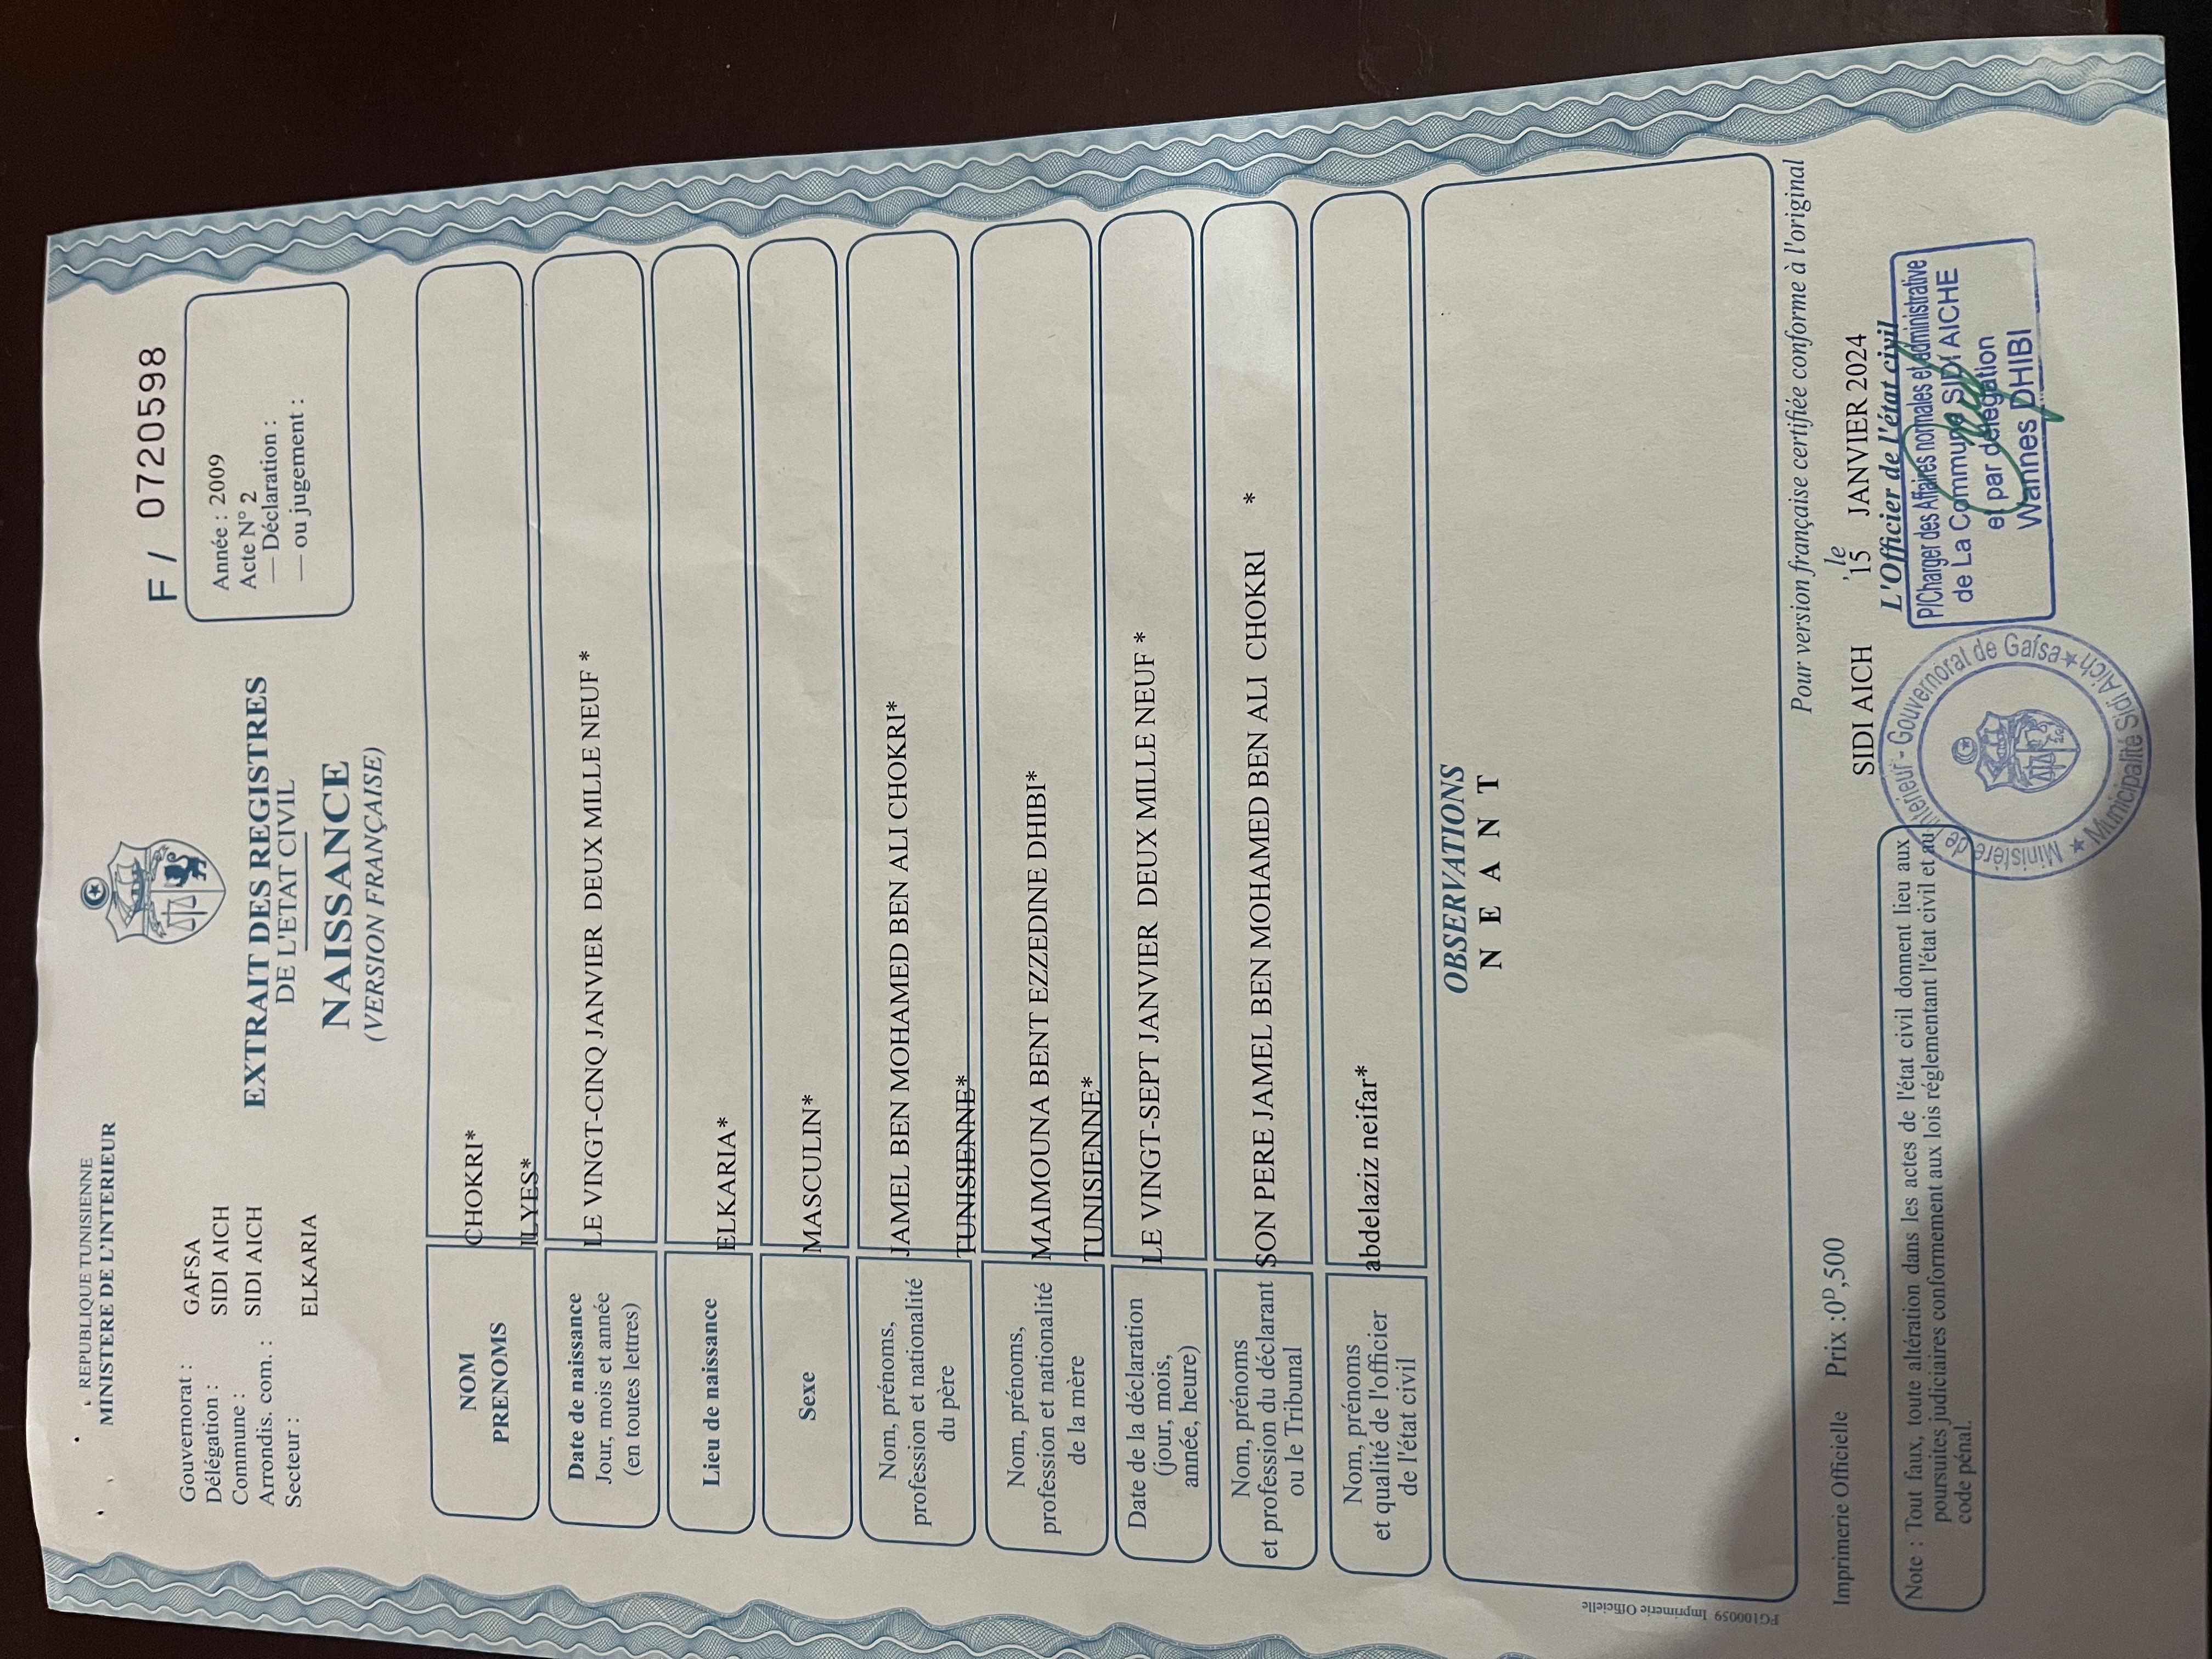 REPUBLIQUE TUNISIENNE
MINISTERE DE L'INTERIEUR
Gouvernorat : GAFSA
Délégation : SIDI AICH
Commune : SIDI AICH
Arrondis. com. :
Secteur : ELKARIA
EXTRAIT DES REGISTRES
DE L'ETAT CIVIL
NAISSANCE
(VERSION FRANÇAISE)
F / 0720598
Année : 2009
Acte N° 2
— Déclaration :
— ou jugement :
NOM CHOKRI*
PRENOMS ILYES*
Date de naissance
Jour, mois et année
(en toutes lettres)
LE VINGT-CINQ JANVIER DEUX MILLE NEUF *
Lieu de naissance ELKARIA*
Sexe MASCULIN*
Nom, prénoms,
profession et nationalité
du père
JAMEL BEN MOHAMED BEN ALI CHOKRI*
TUNISIENNE*
Nom, prénoms,
profession et nationalité
de la mère
MAIMOUNA BENT EZZEDINE DHIBI*
TUNISIENNE*
Date de la déclaration
(jour, mois,
année, heure)
LE VINGT-SEPT JANVIER DEUX MILLE NEUF *
Nom, prénoms
et profession du déclarant
ou le Tribunal
SON PERE JAMEL BEN MOHAMED BEN ALI CHOKRI *
Nom, prénoms
et qualité de l'officier
de l'état civil
abdelaziz neifar*
OBSERVATIONS
N E A N T
Pour version française certifiée conforme à l'original
SIDI AICH , le 15 JANVIER 2024
L'Officier de l'état civil
P/Charger des Affaires normales et administrative
de La Commune SIDI AICHE
et par délégation
Wannes DHIBI
Ministère de l'Intérieur - Gouvernorat de Gafsa
Municipalité Sidi Aich
Imprimerie Officielle Prix :0D,500
Note : Tout faux, toute altération dans les actes de l'état civil donnent lieu aux
poursuites judiciaires conformement aux lois réglementant l'état civil et au
code pénal.
FG100059 Imprimerie Officielle